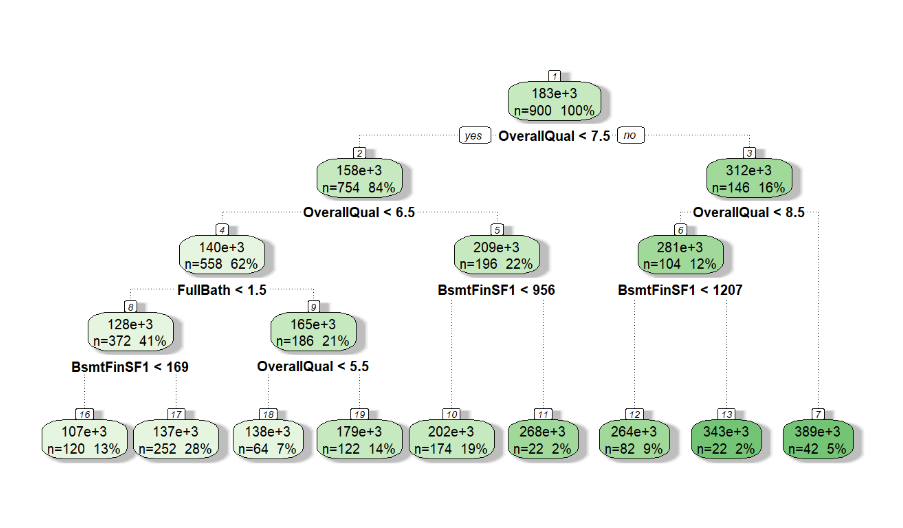 1
183e+3
n=900 100%
yes OverallQual < 7.5 no
2 3
158e+3 312e+3
n=754 84% n=146 16%
OverallQual < 6.5 OverallQual < 8.5
4 5 6
140e+3 209e+3 281e+3
n=558 62% n=196 22% n=104 12%
FullBath < 1.5 BsmtFinSF1 < 956 BsmtFinSF1 < 1207
8 9
128e+3 165e+3
n=372 41% n=186 21%
BsmtFinSF1 < 169 OverallQual < 5.5
16 17 18 19 10 11 12 13 7
107e+3 137e+3 138e+3 179e+3 202e+3 268e+3 264e+3 343e+3 389e+3
n=120 13% n=252 28% n=64 7% n=122 14% n=174 19% n=22 2% n=82 9% n=22 2% n=42 5%